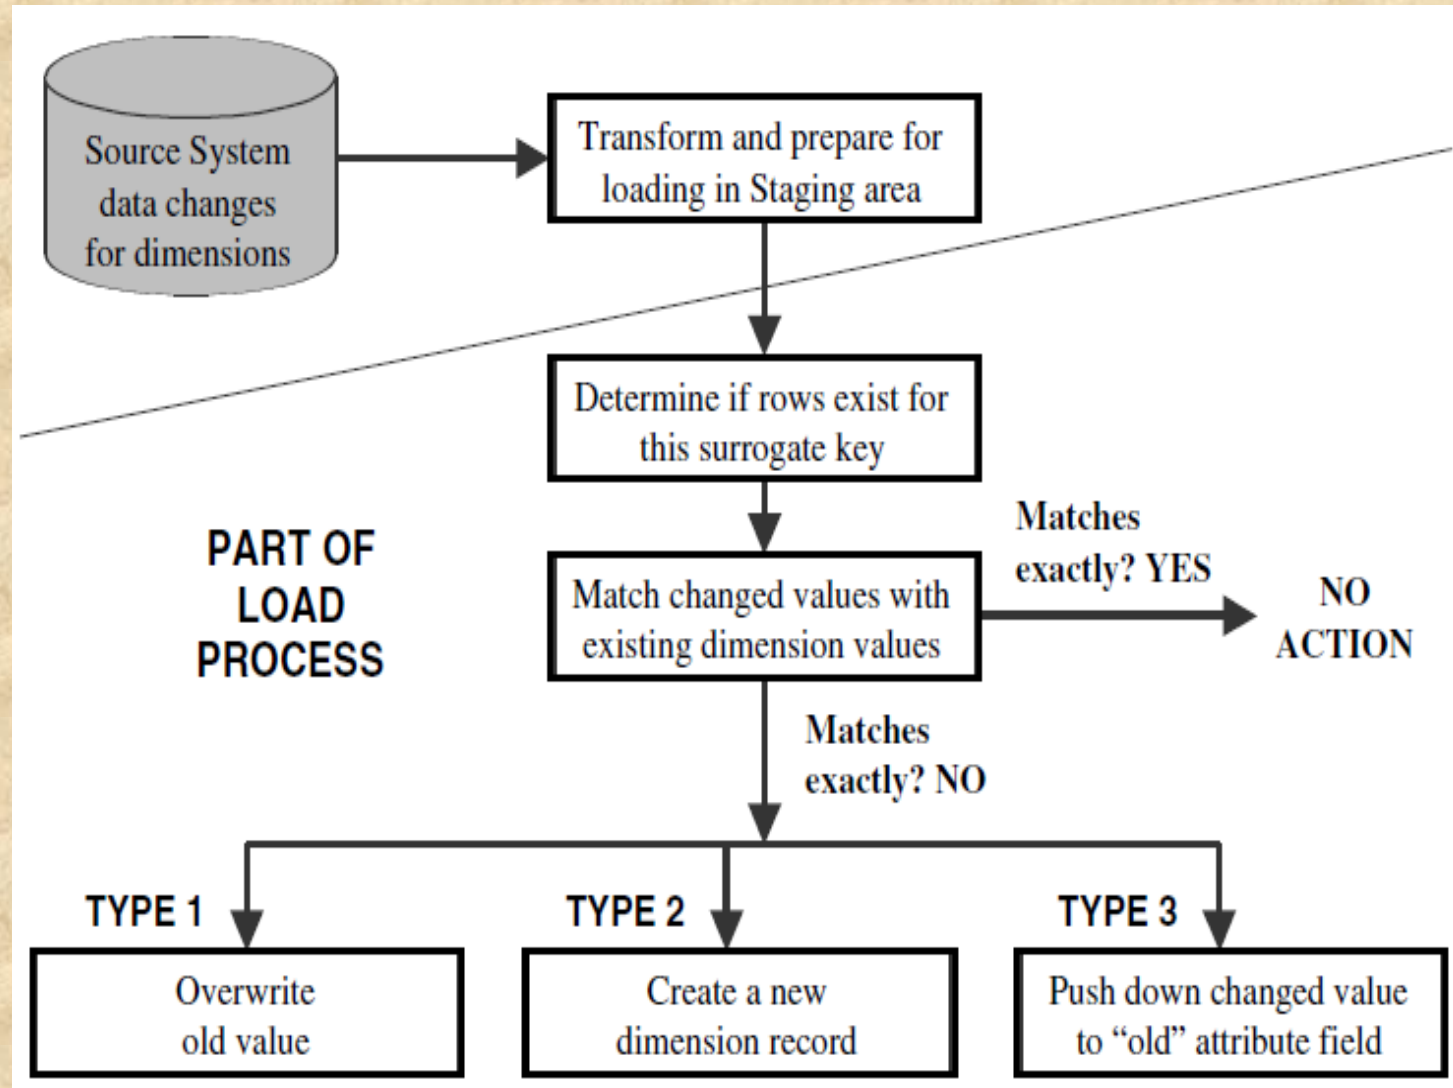 Source System
data changes
for dimensions
Transform and prepare for
loading in Staging area
Determine if rows exist for
this surrogate key
PART OF
LOAD
PROCESS
Match changed values with
existing dimension values
Matches
exactly? YES
NO
ACTION
Matches
exactly? NO
TYPE 1
Overwrite
old value
TYPE 2
Create a new
dimension record
TYPE 3
Push down changed value
to “old” attribute field